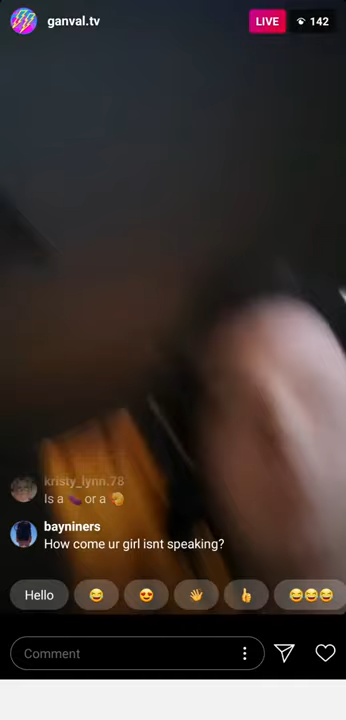 ganval.tv
LIVE
142
kristy_lynn.78
Is a 🍆 or a 🍤
bayniners
How come ur girl isnt speaking?
Hello
😂
😍
👋
👍
😂😂😂
Comment